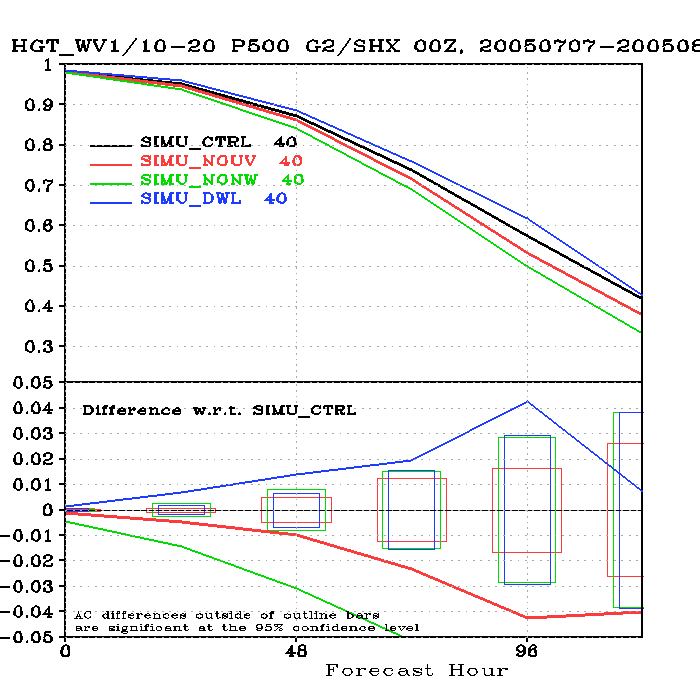 HGT_WV1/10-20 P500 G2/SHX 00Z, 20050707-200506
1
0.9
0.8
SIMU_CTRL 40
SIMU_NOUV 40
0.7
SIMU_NONW 40
SIMU_DWL 40
0.6
0.5
0.4
0.3
0.05
0.04
Difference w.r.t. SIMU_CTRL
0.03
0.02
0.01
0
-0.01
-0.02
-0.03
-0.04
AC differences outside of outline bars
are significant at the 95% confidence level
-0.05
0 48 96
Forecast Hour